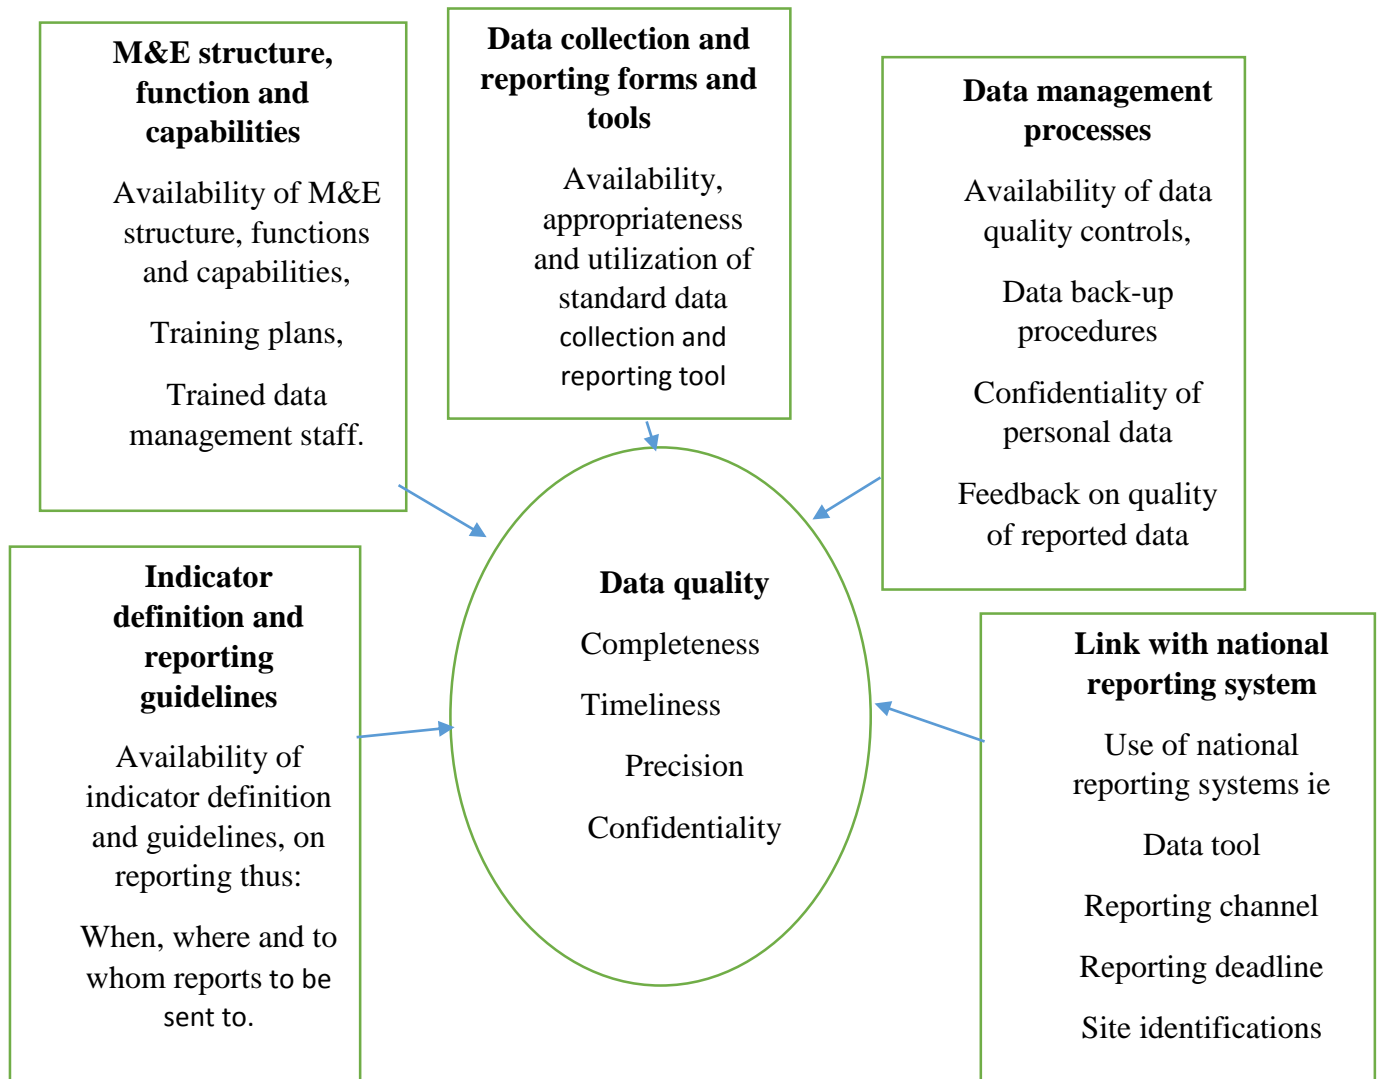 M&E structure,
function and
capabilities
Availability of M&E
structure, functions
and capabilities,
Training plans,
Trained data
management staff.
Data collection and
reporting forms and
tools
Availability,
appropriateness
and utilization of
standard data
collection and
reporting tool
Data management
processes
Availability of data
quality controls,
Data back-up
procedures
Confidentiality of
personal data
Feedback on quality
of reported data
Indicator
definition and
reporting
guidelines
Availability of
indicator definition
and guidelines, on
reporting thus:
When, where and to
whom reports to be
sent to.
Data quality
Completeness
Timeliness
Precision
Confidentiality
Link with national
reporting system
Use of national
reporting systems ie
Data tool
Reporting channel
Reporting deadline
Site identifications